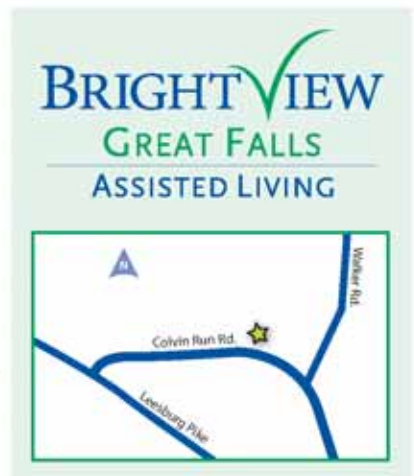 BRIGHTVIEW
GREAT FALLS
ASSISTED LIVING
N
Walker Rd.
Colvin Run Rd.
Leesburg Pike